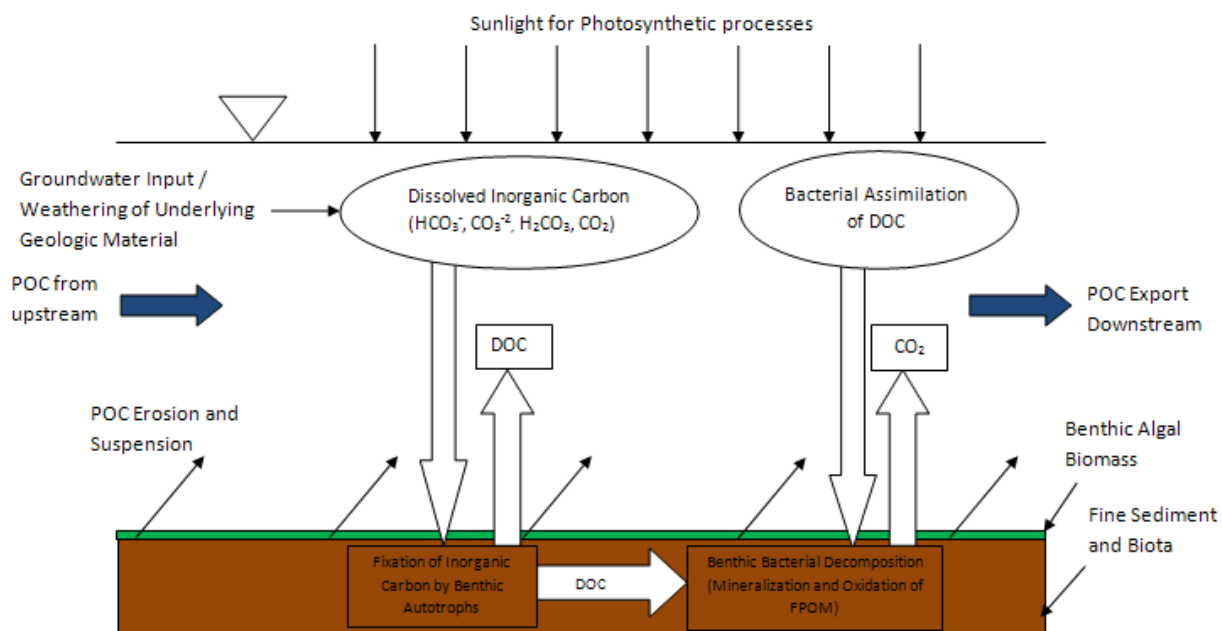 Sunlight for Photosynthetic processes
Groundwater Input /
Weathering of Underlying
Geologic Material
Dissolved Inorganic Carbon
(HCO₃⁻, CO₃⁻², H₂CO₃, CO₂)
Bacterial Assimilation
of DOC
POC from
upstream
POC Export
Downstream
DOC
CO₂
POC Erosion and
Suspension
Benthic Algal
Biomass
Fine Sediment
and Biota
Fixation of Inorganic
Carbon by Benthic
Autotrophs
DOC
Benthic Bacterial Decomposition
(Mineralization and Oxidation of
FPOM)